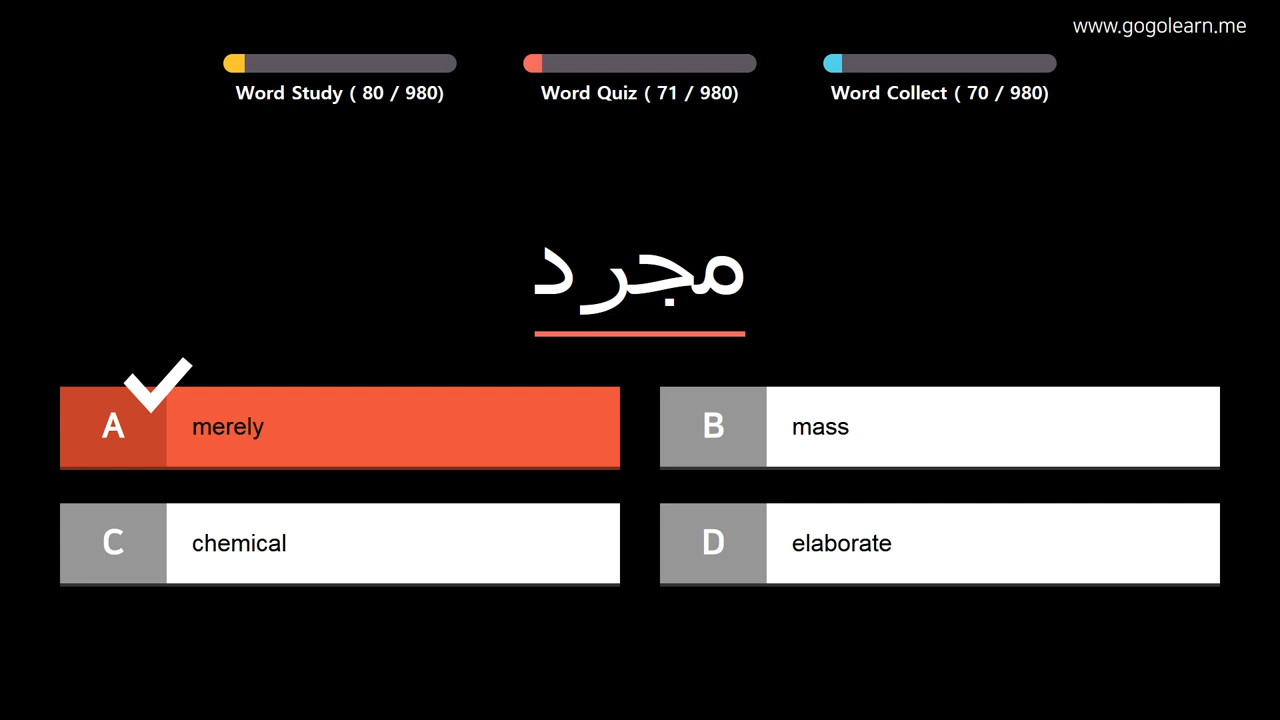 www.gogolearn.me
Word Study ( 80 / 980)
Word Quiz ( 71 / 980)
Word Collect ( 70 / 980)
مجرد
A merely
B mass
C chemical
D elaborate